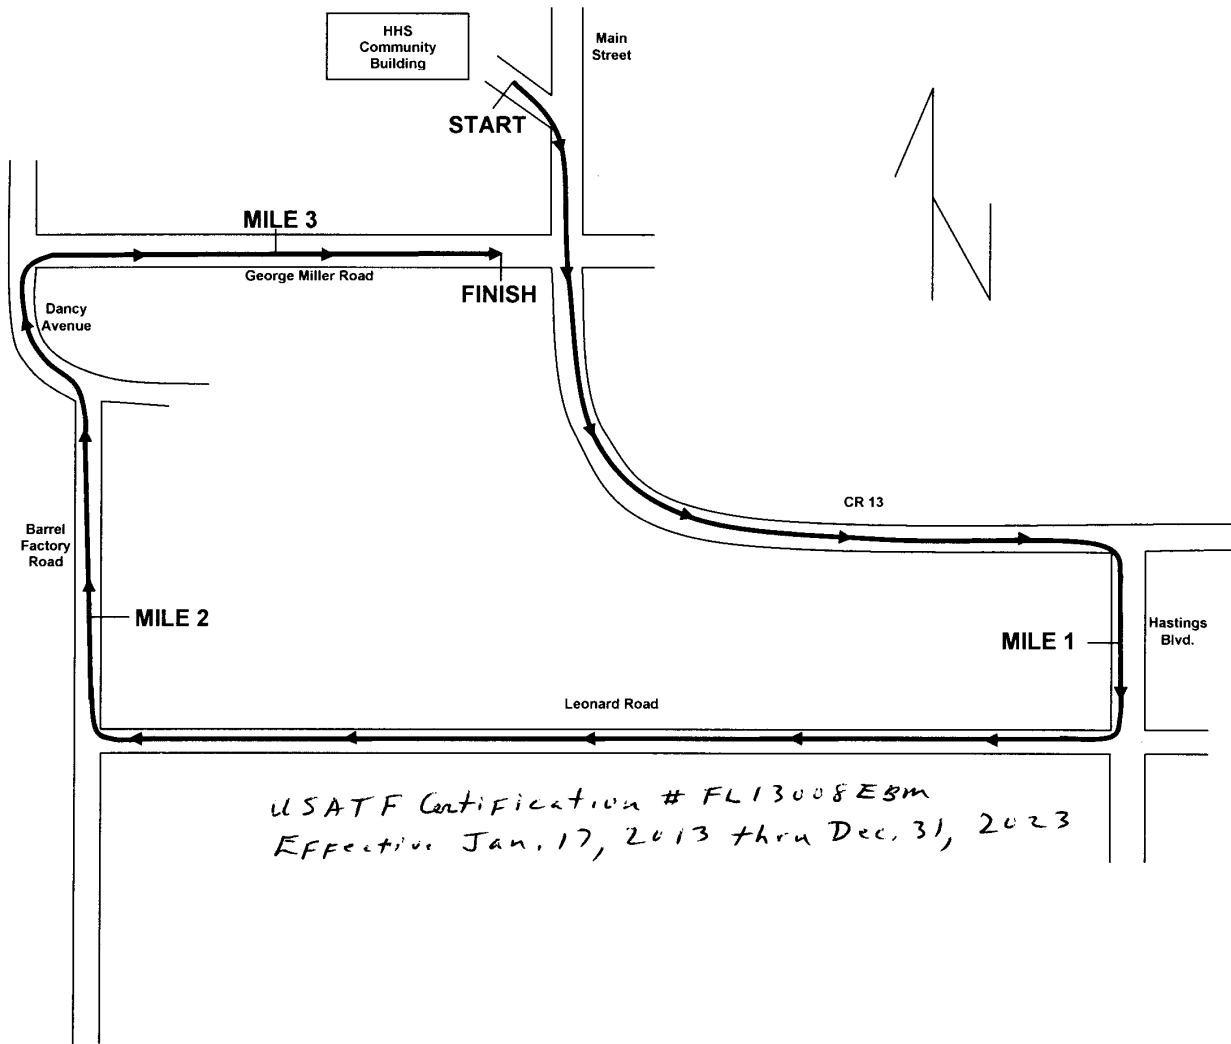 HHS
Community
Building
Main
Street
START
MILE 3
George Miller Road
FINISH
Dancy
Avenue
CR 13
Barrel
Factory
Road
MILE 2
MILE 1
Hastings
Blvd.
Leonard Road
USATF Certification # FL13008EBM
Effective Jan. 17, 2013 thru Dec. 31, 2023